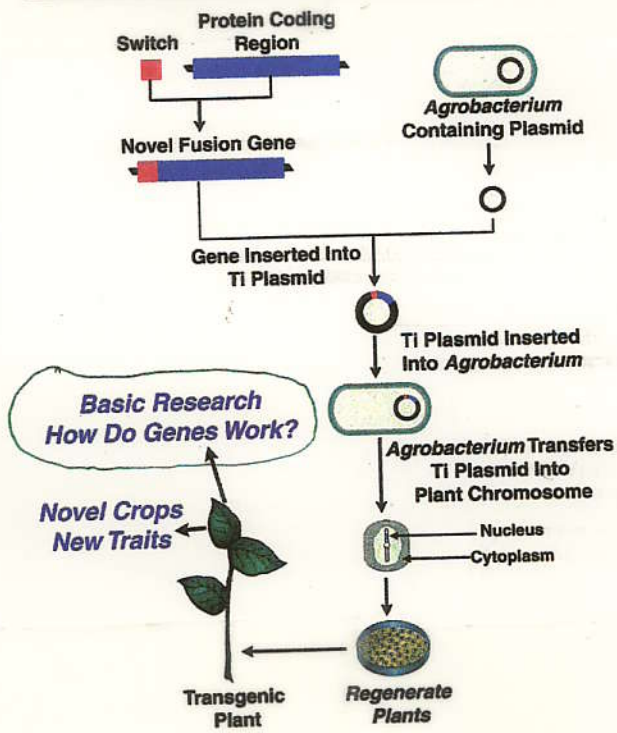 Protein Coding
Region
Switch
Agrobacterium
Containing Plasmid
Novel Fusion Gene
Gene Inserted Into
Ti Plasmid
Ti Plasmid Inserted
Into Agrobacterium
Basic Research
How Do Genes Work?
Agrobacterium Transfers
Ti Plasmid Into
Plant Chromosome
Novel Crops
New Traits
Nucleus
Cytoplasm
Transgenic
Plant
Regenerate
Plants